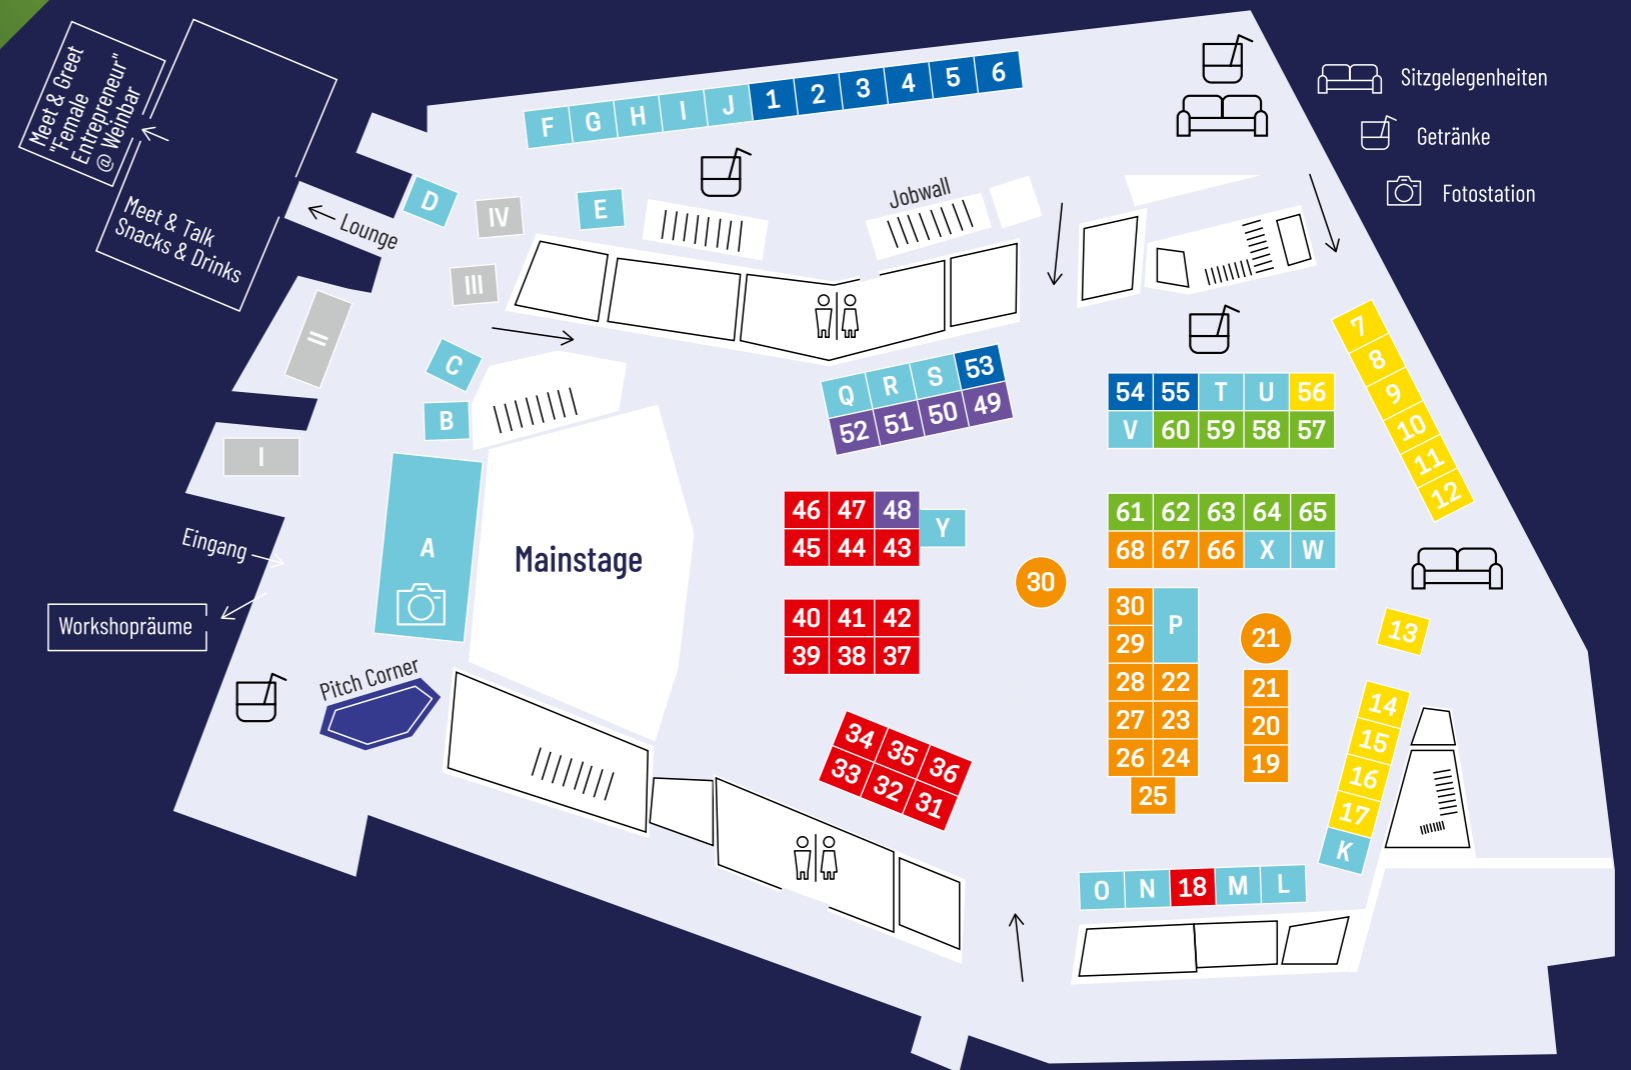 Meet & Greet
"Female
Entrepreneur"
@ Weinbar
Meet & Talk
Snacks & Drinks
Lounge
Sitzgelegenheiten
Getränke
Fotostation
F G H I J 1 2 3 4 5 6
D
IV
E
Jobwall
III
II
C
B
I
A
Mainstage
Eingang
Workshopräume
Pitch Corner
Q R S 53
52 51 50 49
54 55 T U 56
V 60 59 58 57
7
8
9
10
11
12
46 47 48
45 44 43
Y
61 62 63 64 65
68 67 66 X W
30
40 41 42
39 38 37
30 P
29
28 22
27 23
26 24
25
21
21
20
19
13
14
15
16
17
K
34 35 36
33 32 31
O N 18 M L